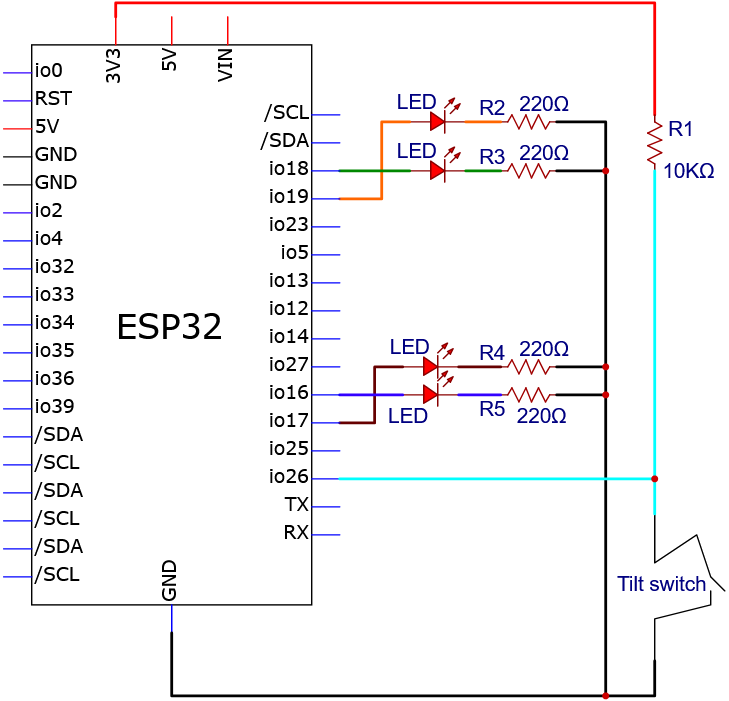 3V3
5V
VIN
io0
RST
5V
GND
GND
io2
io4
io32
io33
io34
io35
io36
io39
/SDA
/SCL
/SDA
/SCL
/SDA
/SCL
ESP32
/SCL
/SDA
io18
io19
io23
io5
io13
io12
io14
io27
io16
io17
io25
io26
TX
RX
GND
LED R2 220Ω
LED R3 220Ω
R1
10KΩ
LED R4 220Ω
LED R5 220Ω
Tilt switch